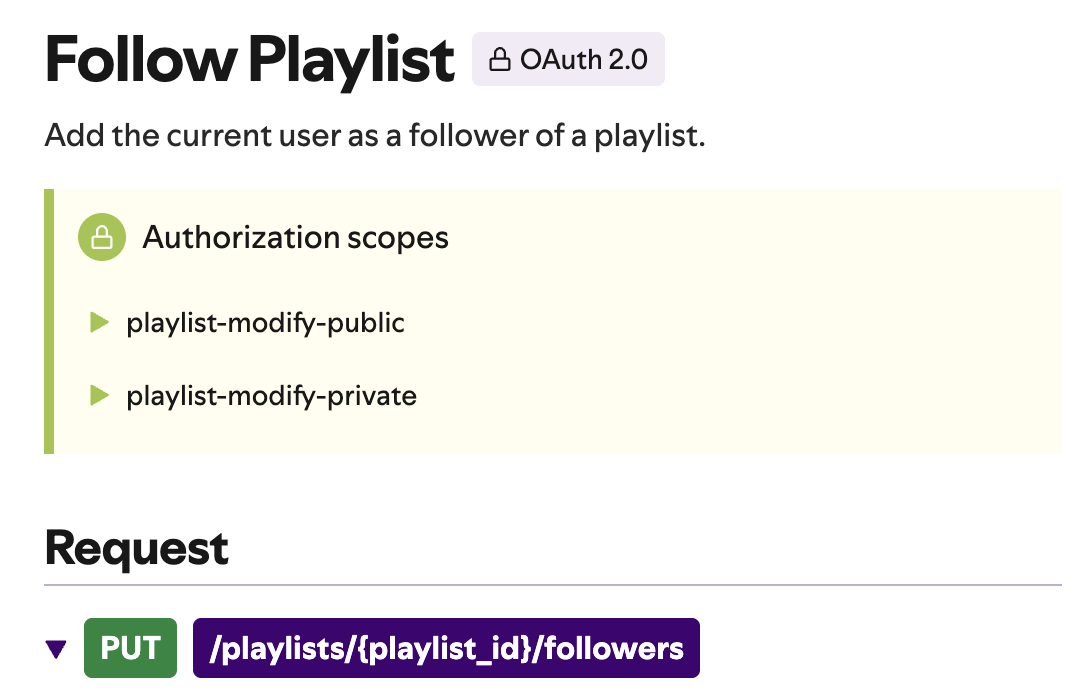 Follow Playlist OAuth 2.0
Add the current user as a follower of a playlist.
Authorization scopes
playlist-modify-public
playlist-modify-private
Request
PUT /playlists/{playlist_id}/followers